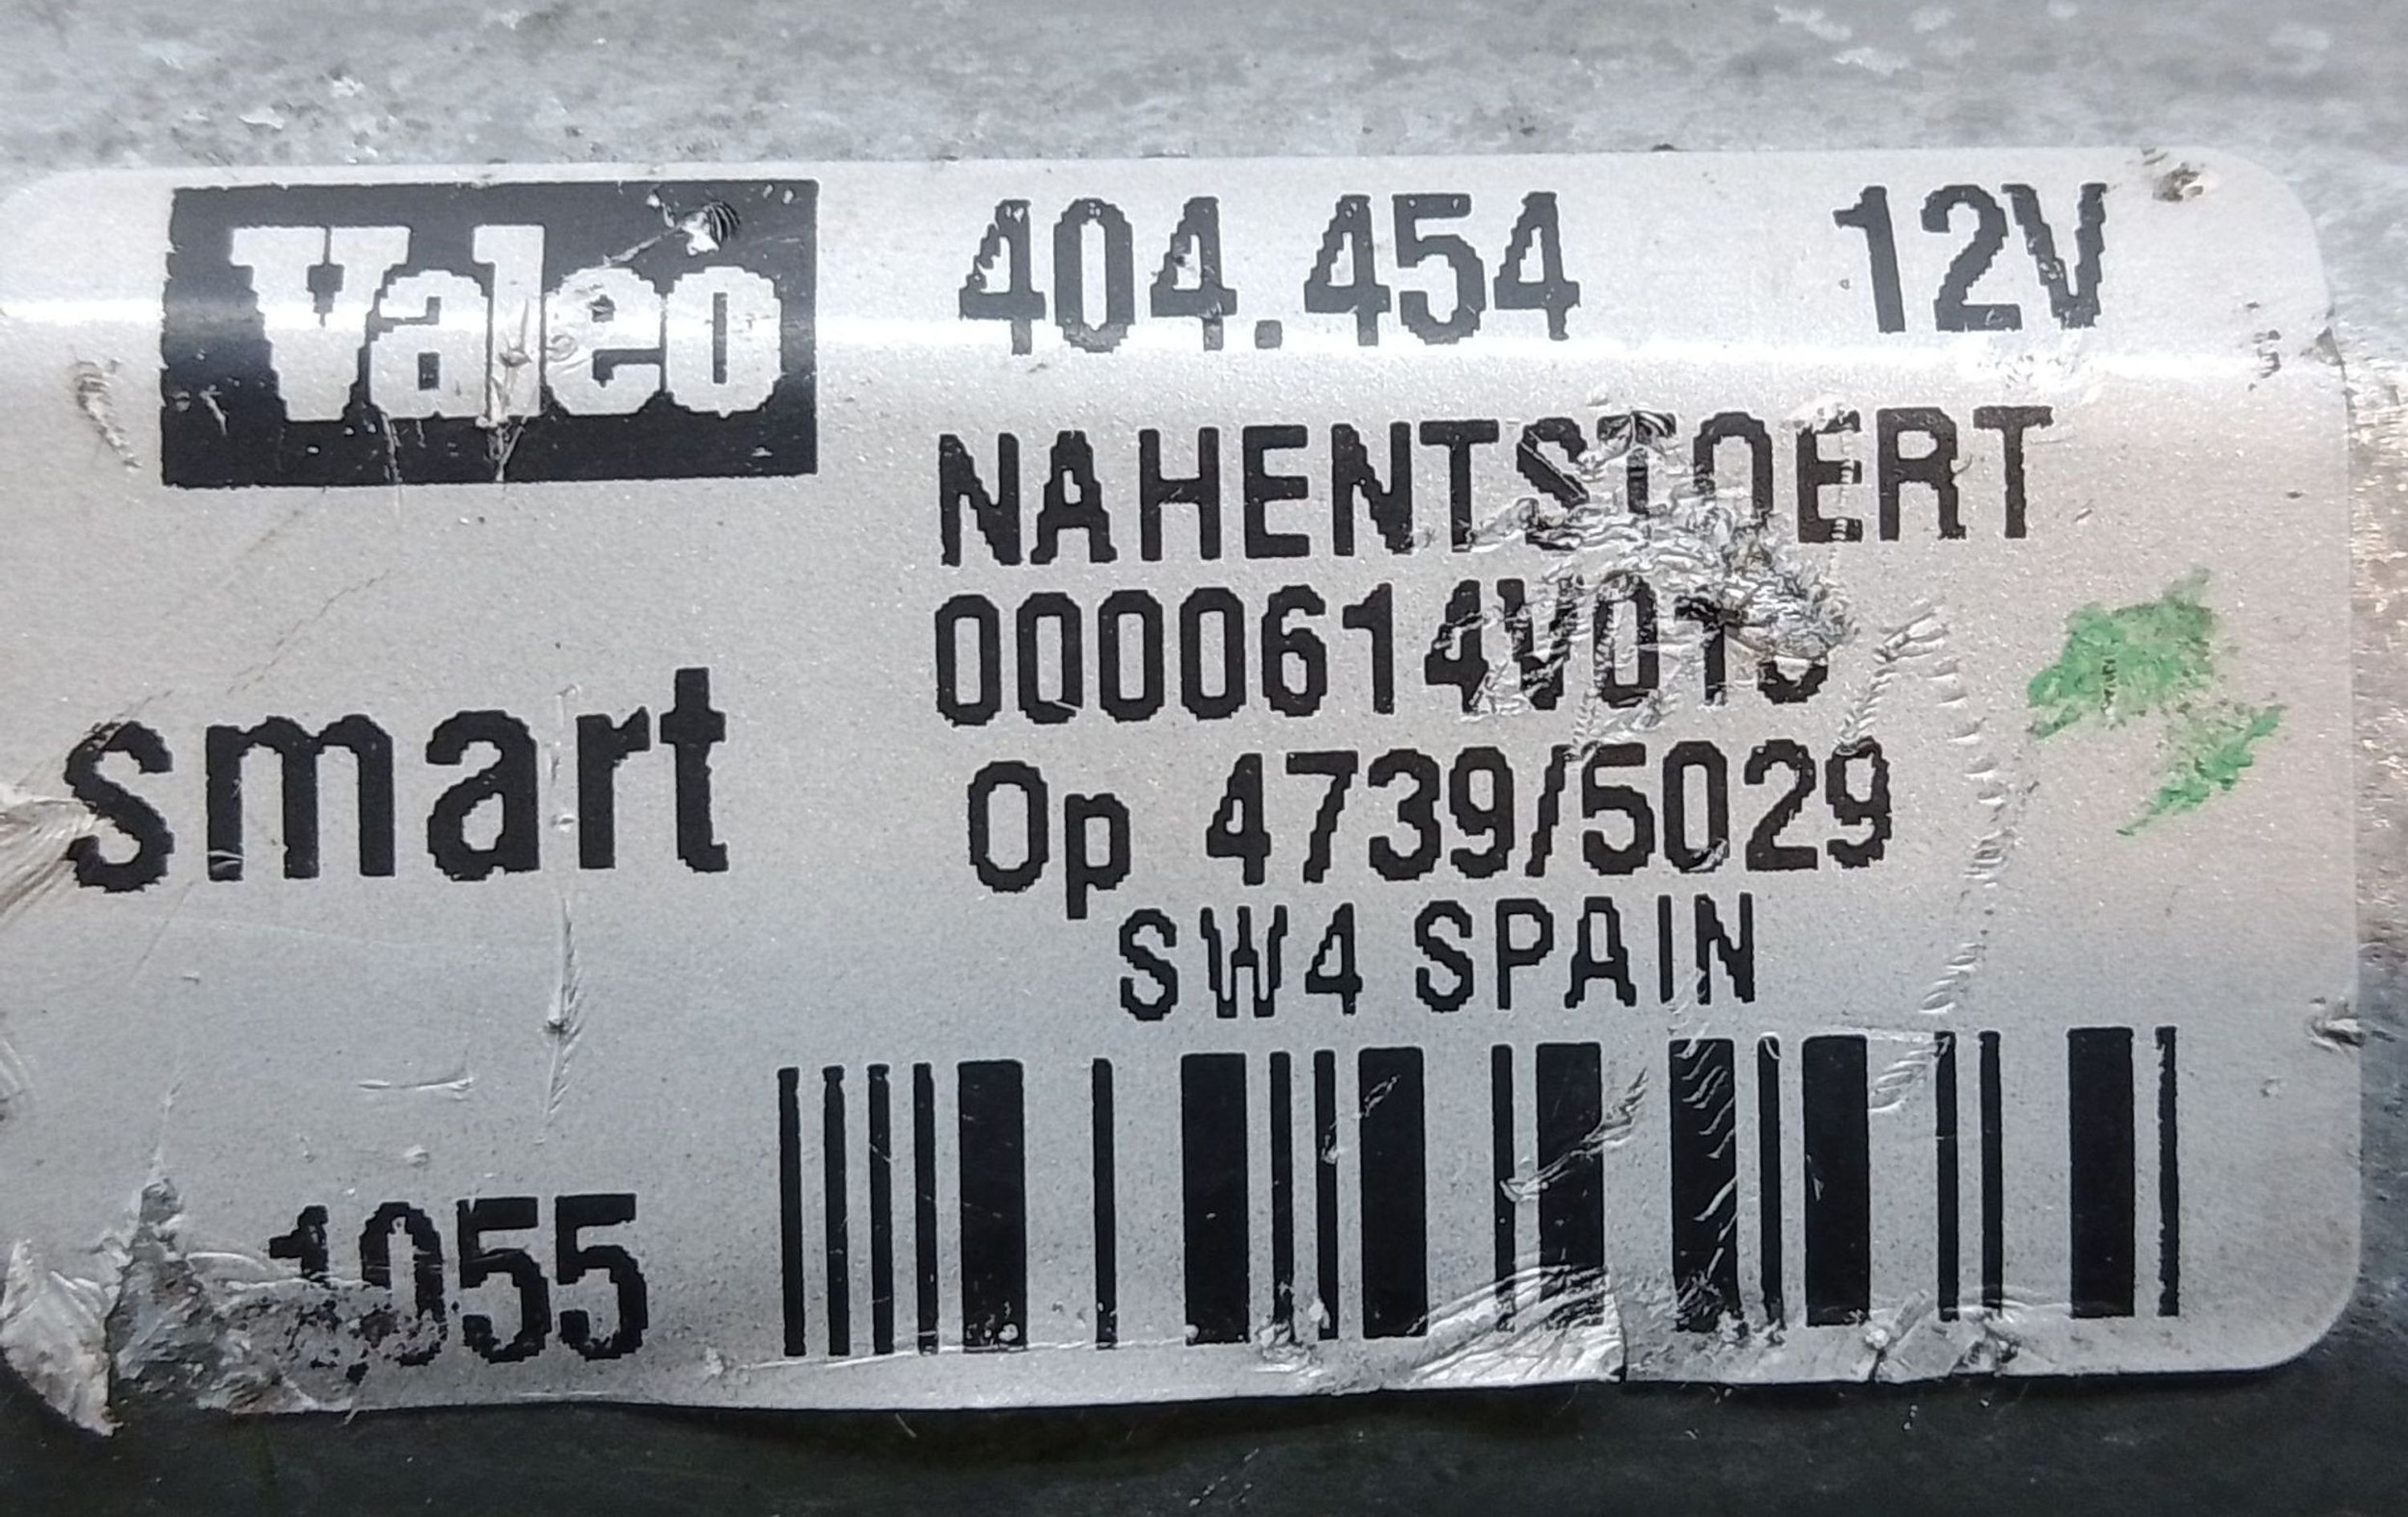 Valeo 404.454 12V
NAHENTSTOERT
smart
Op 4739/5029
SW4 SPAIN
1055